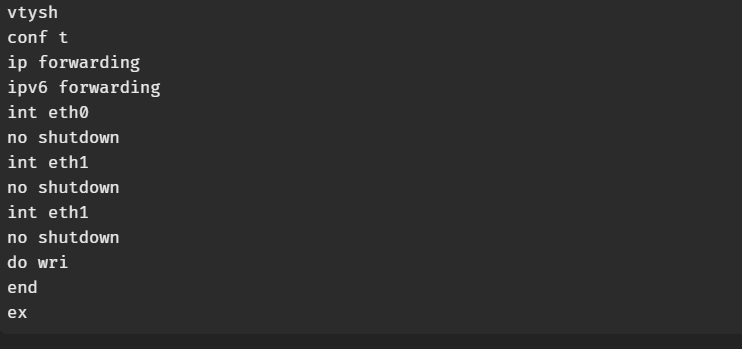 vtysh
conf t
ip forwarding
ipv6 forwarding
int eth0
no shutdown
int eth1
no shutdown
int eth1
no shutdown
do wri
end
ex